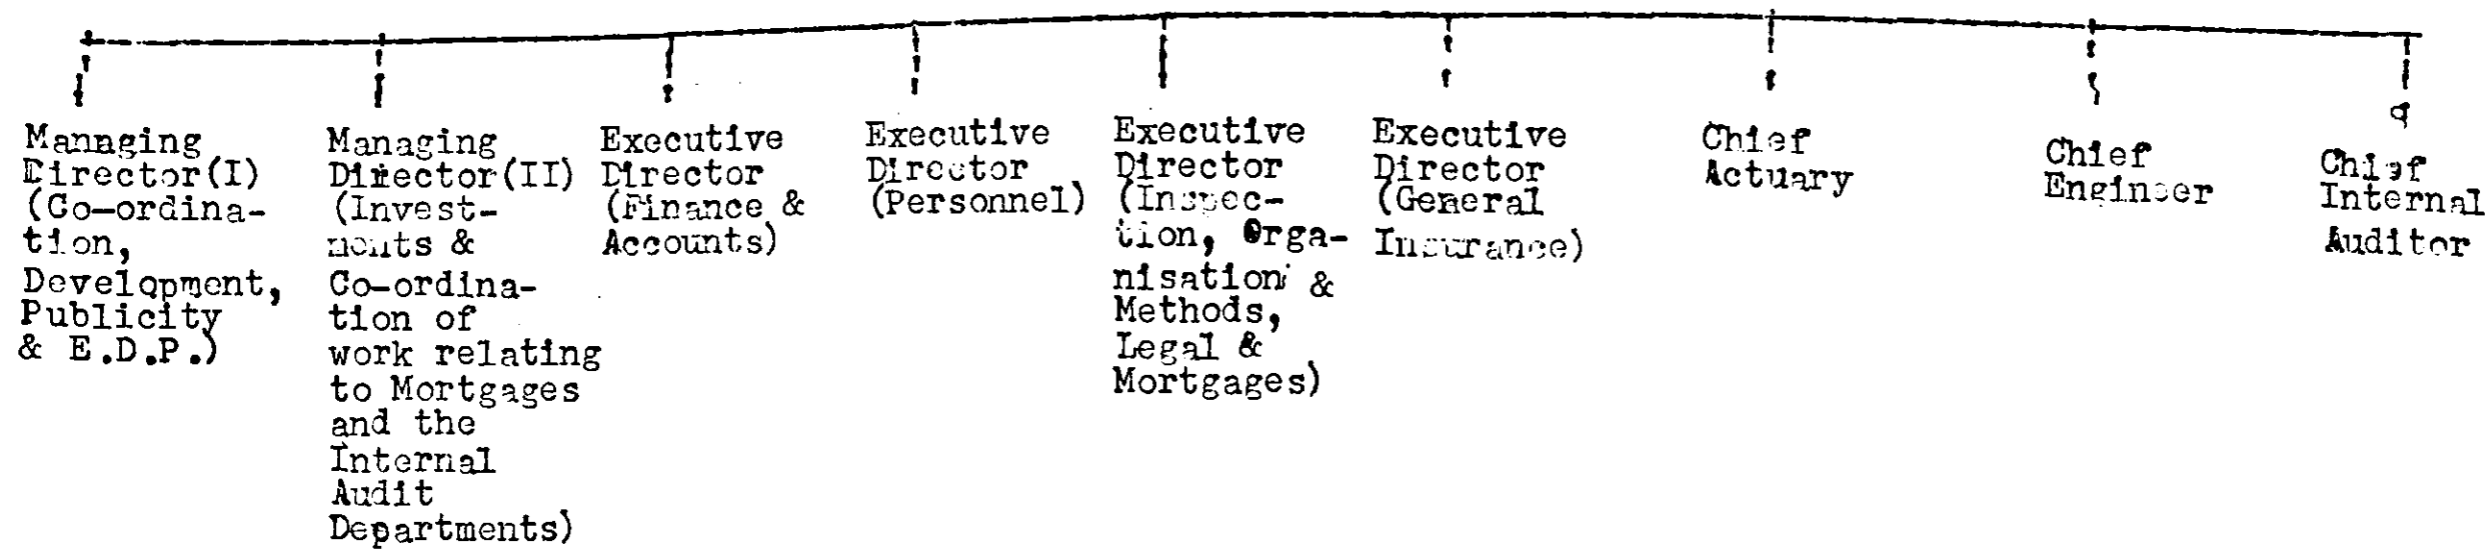 Managing
Director(I)
(Co-ordina-
tion,
Development,
Publicity
& E.D.P.)
Managing
Director(II)
(Invest-
ments &
Co-ordina-
tion of
work relating
to Mortgages
and the
Internal
Audit
Departments)
Executive
Director
(Finance &
Accounts)
Executive
Director
(Personnel)
Executive
Director
(Inspec-
tion, Orga-
nisation &
Methods,
Legal &
Mortgages)
Executive
Director
(General
Insurance)
Chief
Actuary
Chief
Engineer
Chief
Internal
Auditor